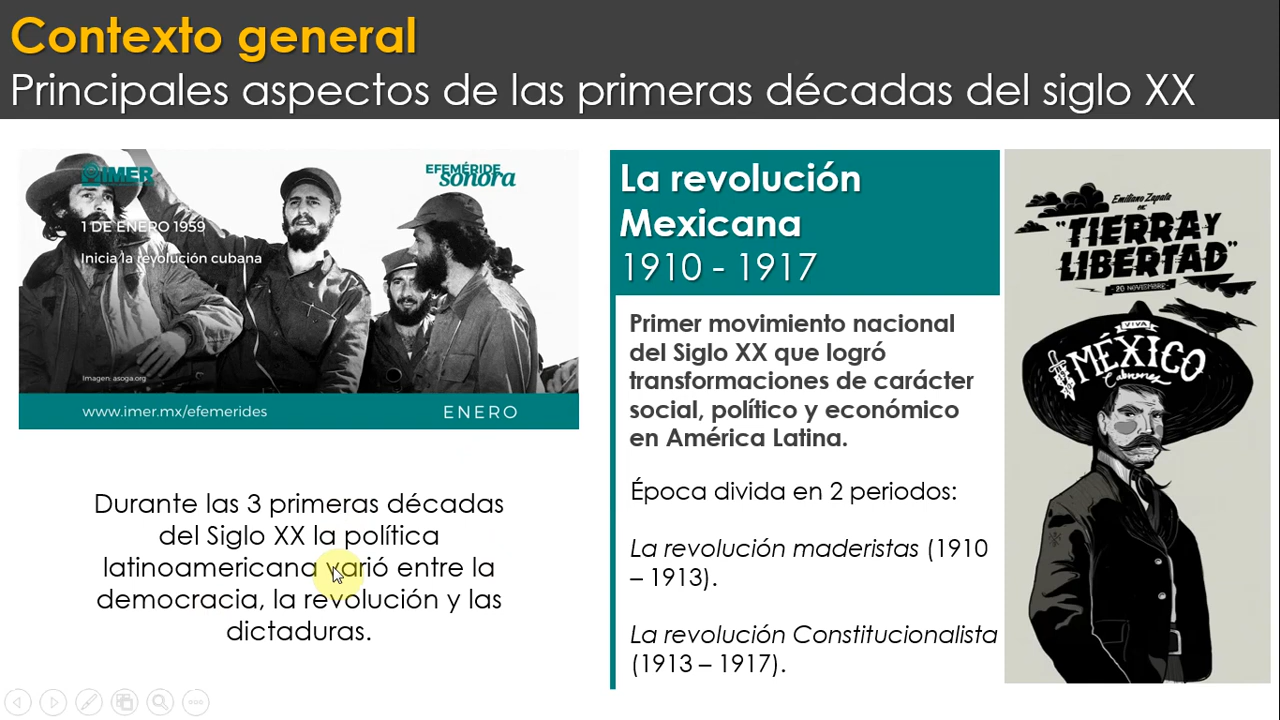 Contexto general
Principales aspectos de las primeras décadas del siglo XX
IMER
EFEMÉRIDE
sonora
1 DE ENERO 1959
Inicia la revolución cubana
Imagen: asoga.org
www.imer.mx/efemerides
ENERO
Durante las 3 primeras décadas
del Siglo XX la política
latinoamericana varió entre la
democracia, la revolución y las
dictaduras.
La revolución
Mexicana
1910 - 1917
Primer movimiento nacional
del Siglo XX que logró
transformaciones de carácter
social, político y económico
en América Latina.
Época divida en 2 periodos:
La revolución maderistas (1910
– 1913).
La revolución Constitucionalista
(1913 – 1917).
Emiliano Zapata
"TIERRA Y
LIBERTAD"
- 20 NOVIEMBRE -
VIVA
MÉXICO
Cabrones